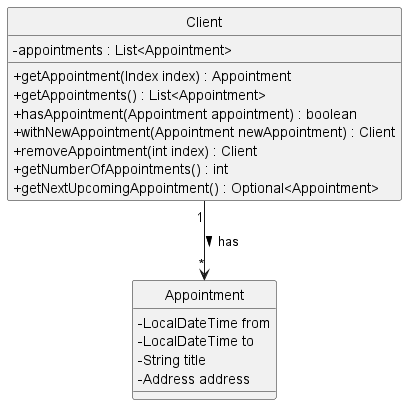 Client
-appointments : List<Appointment>
+getAppointment(Index index) : Appointment
+getAppointments() : List<Appointment>
+hasAppointment(Appointment appointment) : boolean
+withNewAppointment(Appointment newAppointment) : Client
+removeAppointment(int index) : Client
+getNumberOfAppointments() : int
+getNextUpcomingAppointment() : Optional<Appointment>
1
has
*
Appointment
-LocalDateTime from
-LocalDateTime to
-String title
-Address address